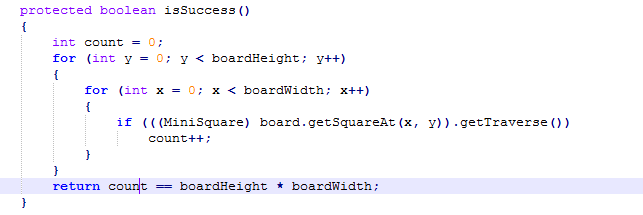 protected boolean isSuccess()
{
    int count = 0;
    for (int y = 0; y < boardHeight; y++)
    {
        for (int x = 0; x < boardWidth; x++)
        {
            if (((MiniSquare) board.getSquareAt(x, y)).getTraverse())
                count++;
        }
    }
    return count == boardHeight * boardWidth;
}